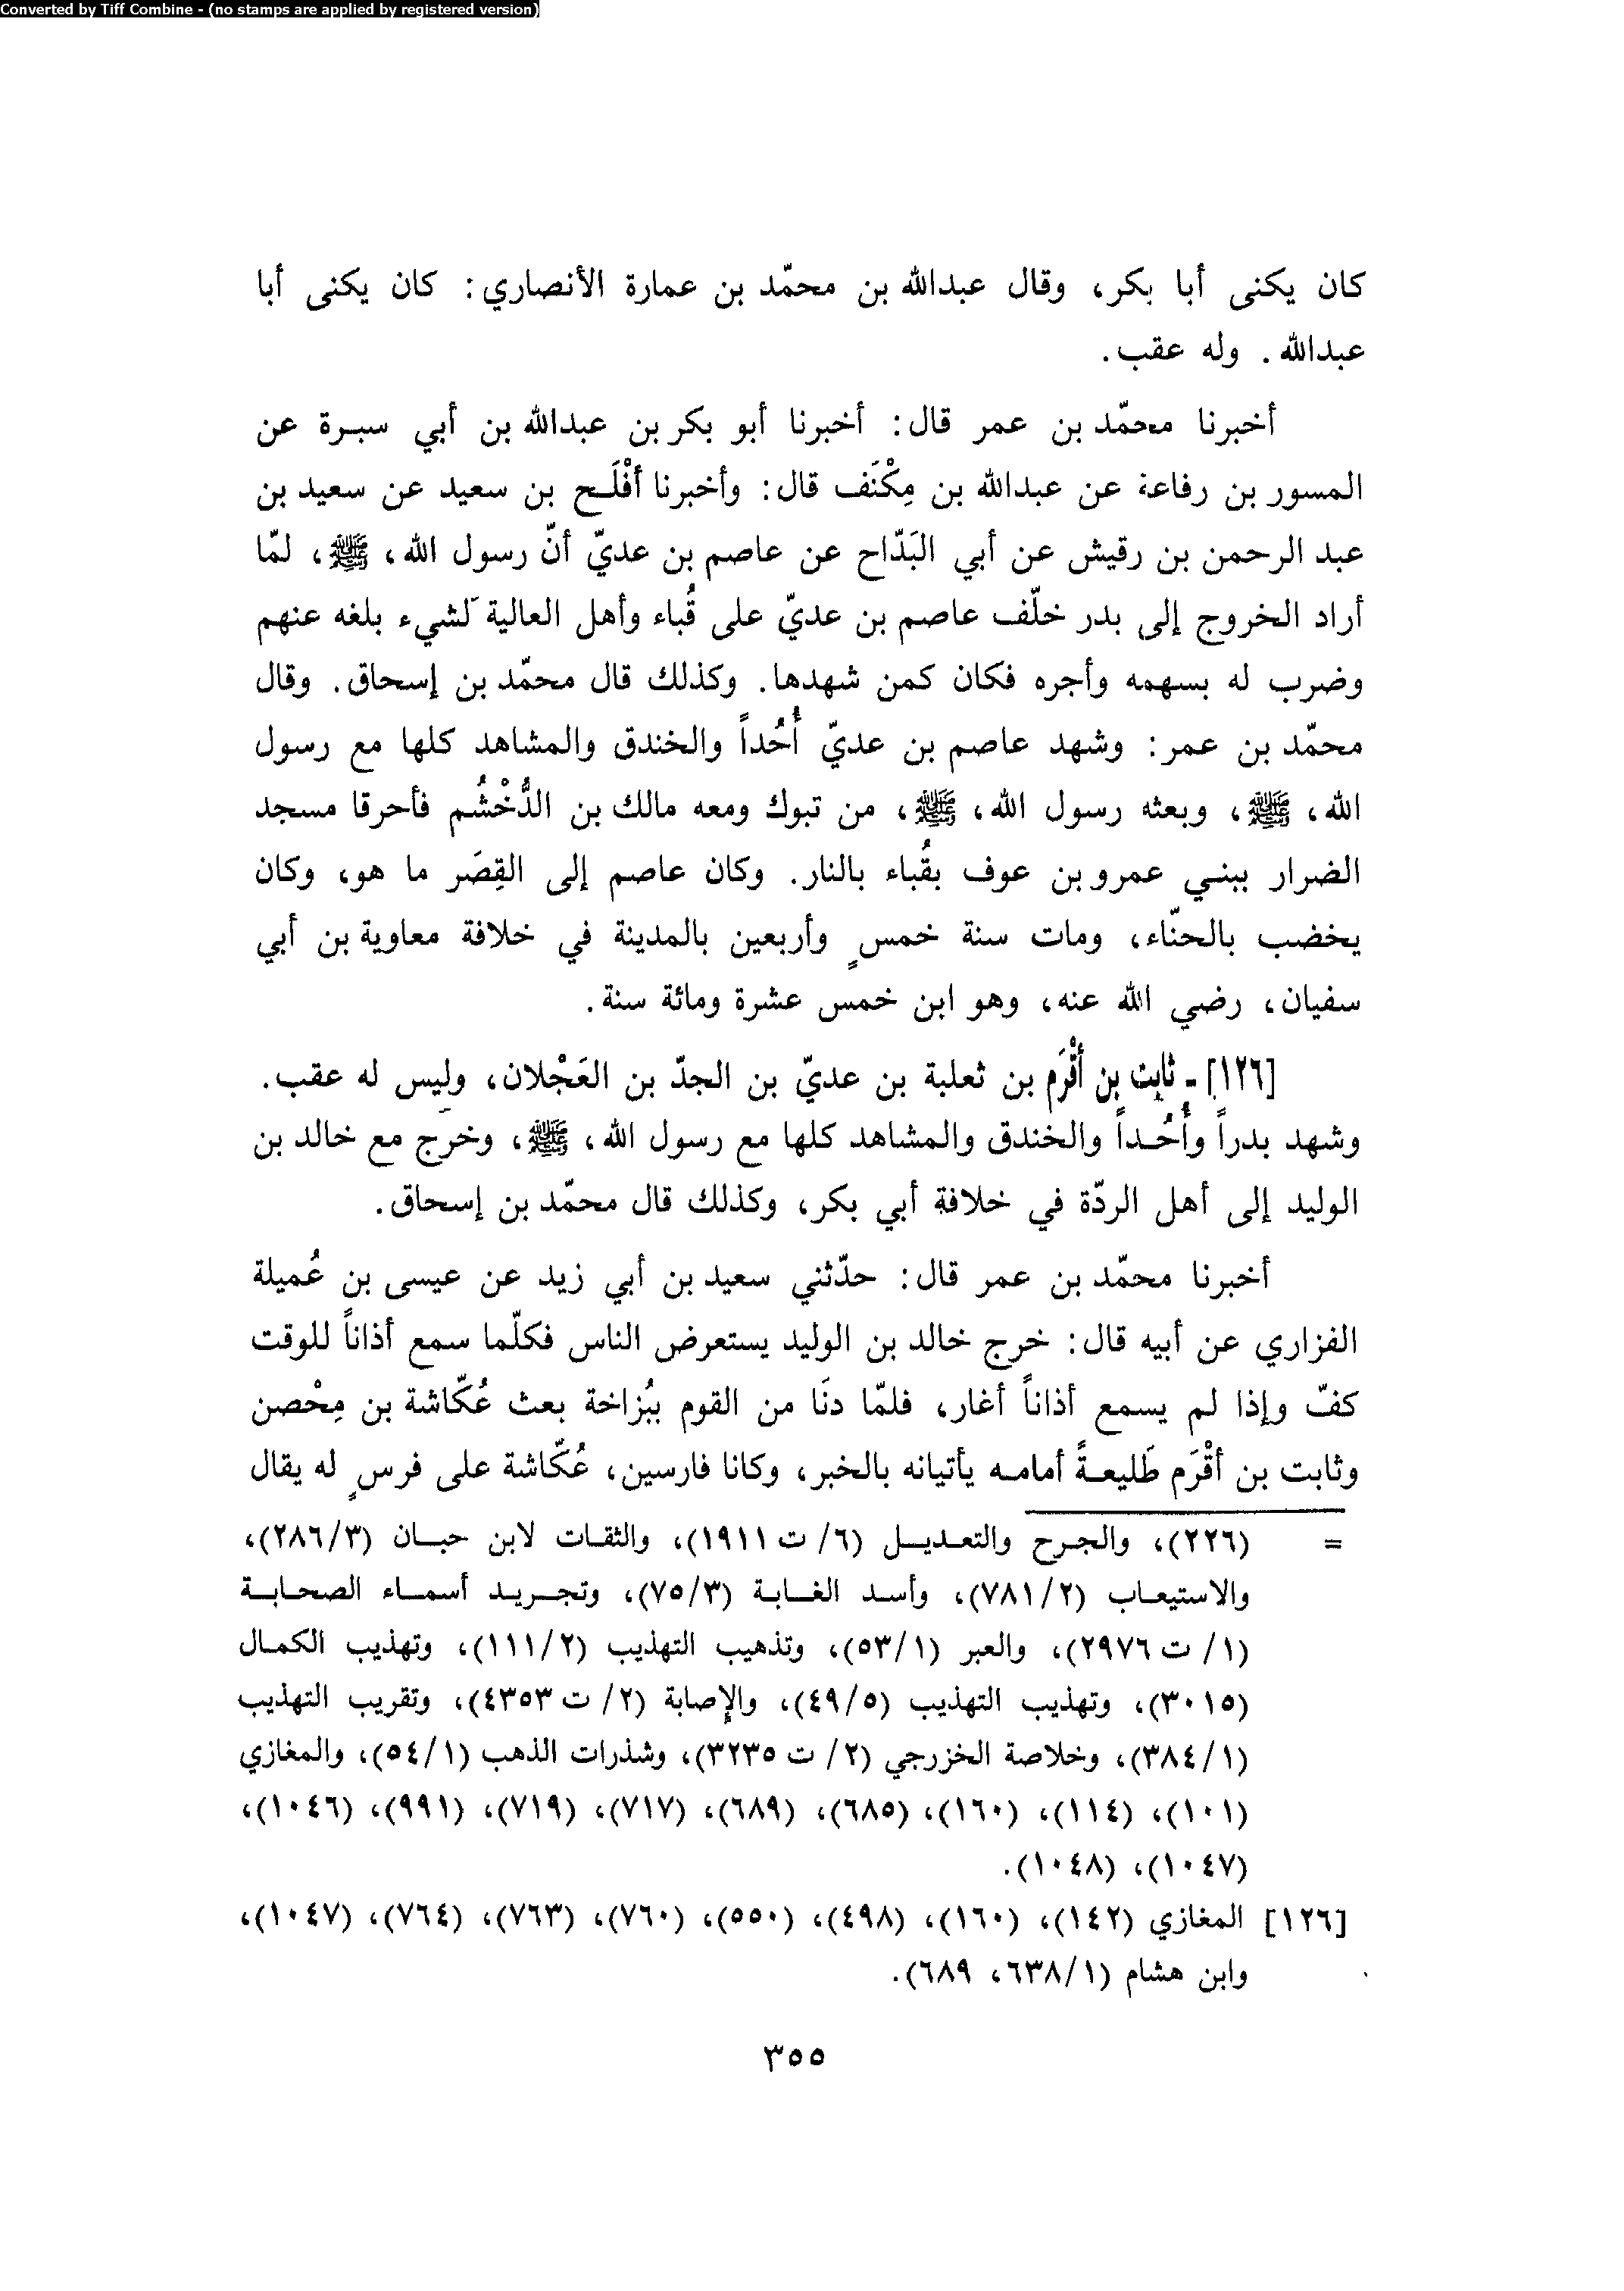 Converted by Tiff Combine - (no stamps are applied by registered version)
كان يكنى أبا بكر، وقال عبدالله بن محمّد بن عمارة الأنصاري: كان يكنى أبا
عبدالله. وله عقب.
أخبرنا محمّد بن عمر قال: أخبرنا أبو بكر بن عبدالله بن أبي سبرة عن
المسور بن رفاعة عن عبدالله بن مِكْنَف قال: وأخبرنا أفْلَح بن سعيد عن سعيد بن
عبد الرحمن بن رقيش عن أبي البَدّاح عن عاصم بن عديّ أنّ رسول الله، ﷺ، لمّا
أراد الخروج إلى بدر خلّف عاصم بن عديّ على قُباء وأهل العالية لشيء بلغه عنهم
وضرب له بسهمه وأجره فكان كمن شهدها. وكذلك قال محمّد بن إسحاق. وقال
محمّد بن عمر: وشهد عاصم بن عديّ أُحُداً والخندق والمشاهد كلها مع رسول
الله، ﷺ، وبعثه رسول الله، ﷺ، من تبوك ومعه مالك بن الدُّخْشُم فأحرقا مسجد
الضرار ببني عمرو بن عوف بقُباء بالنار. وكان عاصم إلى القِصَر ما هو، وكان
يخضب بالحنّاء، ومات سنة خمسٍ وأربعين بالمدينة في خلافة معاوية بن أبي
سفيان، رضي الله عنه، وهو ابن خمس عشرة ومائة سنة.
[١٢٦] - ثابت بن أقْرَم بن ثعلبة بن عديّ بن الجدّ بن العَجْلان، وليس له عقب.
وشهد بدراً وأُحُداً والخندق والمشاهد كلها مع رسول الله، ﷺ، وخرج مع خالد بن
الوليد إلى أهل الردّة في خلافة أبي بكر، وكذلك قال محمّد بن إسحاق.
أخبرنا محمّد بن عمر قال: حدّثني سعيد بن أبي زيد عن عيسى بن عُميلة
الفزاري عن أبيه قال: خرج خالد بن الوليد يستعرض الناس فكلّما سمع أذاناً للوقت
كفّ وإذا لم يسمع أذاناً أغار، فلمّا دنَا من القوم ببُزاخة بعث عُكّاشة بن مِحْصن
وثابت بن أقْرَم طَليعةً أمامه يأتيانه بالخبر، وكانا فارسين، عُكّاشة على فرسٍ له يقال
= (٢٢٦)، والجرح والتعديل (٦/ ت ١٩١١)، والثقات لابن حبان (٢٨٦/٣)،
والاستيعاب (٧٨١/٢)، وأسد الغابة (٧٥/٣)، وتجريد أسماء الصحابة
(١/ ت ٢٩٧٦)، والعبر (٥٣/١)، وتذهيب التهذيب (١١١/٢)، وتهذيب الكمال
(٣٠١٥)، وتهذيب التهذيب (٤٩/٥)، والإصابة (٢/ ت ٤٣٥٣)، وتقريب التهذيب
(٣٨٤/١)، وخلاصة الخزرجي (٢/ ت ٣٢٣٥)، وشذرات الذهب (٥٤/١)، والمغازي
(١٠١)، (١١٤)، (١٦٠)، (٦٨٥)، (٦٨٩)، (٧١٧)، (٧١٩)، (٩٩١)، (١٠٤٦)،
(١٠٤٧)، (١٠٤٨).
[١٢٦] المغازي (١٤٢)، (١٦٠)، (٤٩٨)، (٥٥٠)، (٧٦٠)، (٧٦٣)، (٧٦٤)، (١٠٤٧)،
وابن هشام (٦٣٨/١، ٦٨٩).
٣٥٥